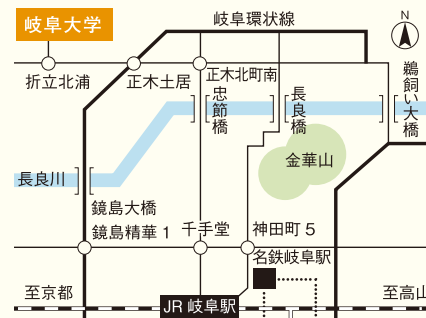 岐阜大学
岐阜環状線
N
折立北浦
正木土居
正木北町南
忠節橋
長良橋
鵜飼い大橋
金華山
長良川
鏡島大橋
鏡島精華1
千手堂
神田町5
名鉄岐阜駅
至京都
JR岐阜駅
至高山